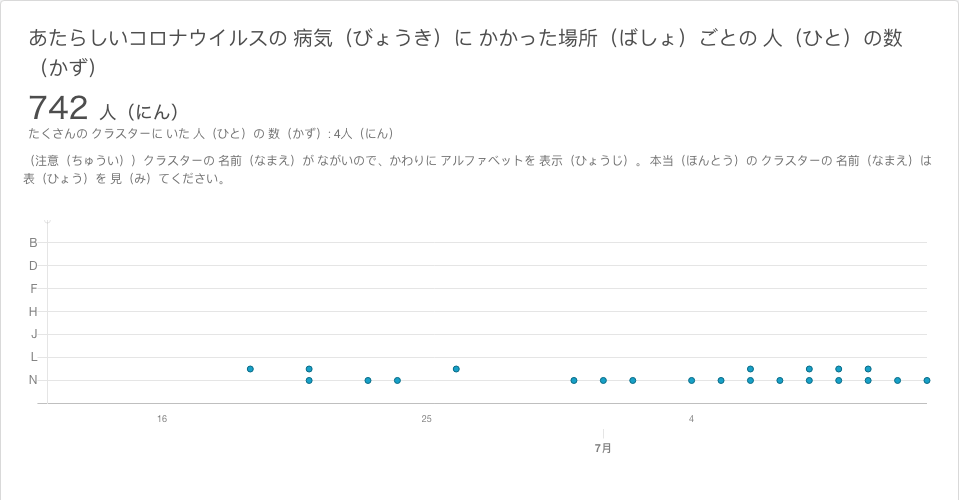 あたらしいコロナウイルスの 病気（びょうき）に かかった場所（ばしょ）ごとの 人（ひと）の数
（かず）
742 人（にん）
たくさんの クラスターに いた 人（ひと）の 数（かず）: 4人（にん）
（注意（ちゅうい））クラスターの 名前（なまえ）が ながいので、かわりに アルファベットを 表示（ひょうじ）。 本当（ほんとう）の クラスターの 名前（なまえ）は
表（ひょう）を 見（み）てください。
B
D
F
H
J
L
N
16 25 4
7月